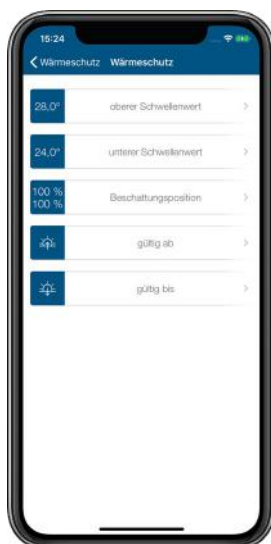 15:24
Wärmeschutz Wärmeschutz
28,0° oberer Schwellenwert
24,0° unterer Schwellenwert
100 %
100 % Beschattungsposition
gültig ab
gültig bis